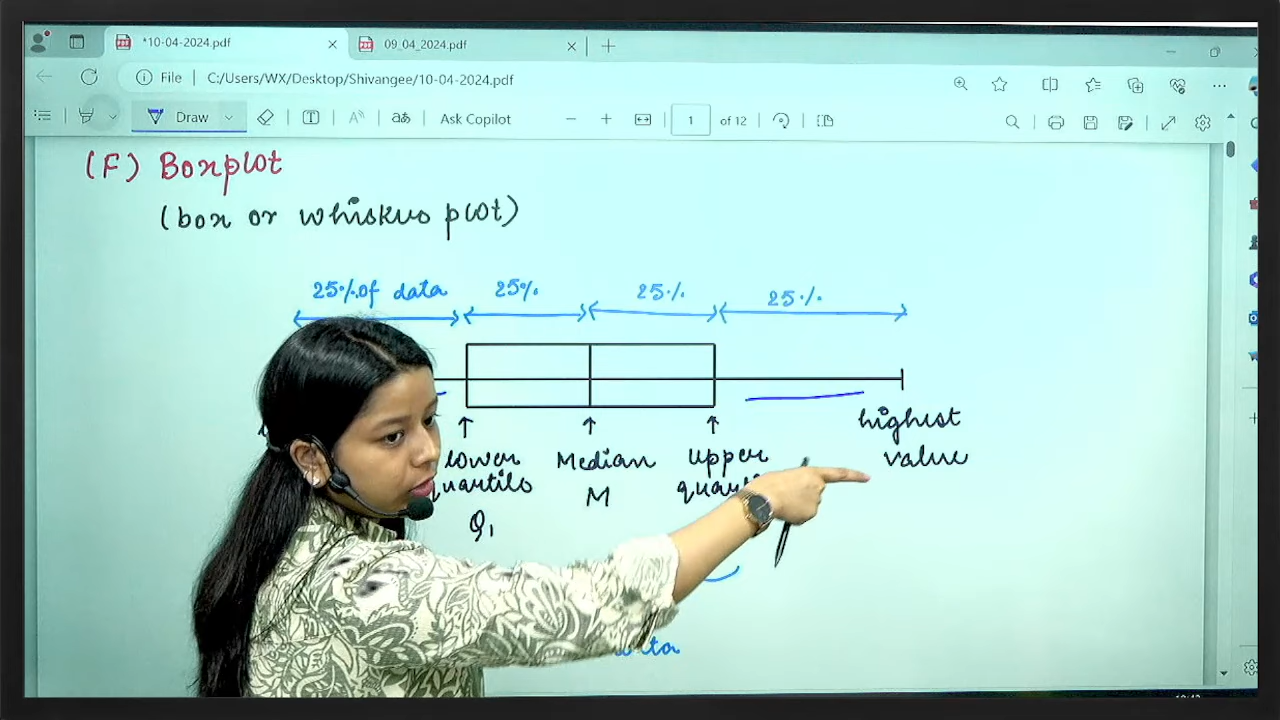 *10-04-2024.pdf
09_04_2024.pdf
File
C:/Users/WX/Desktop/Shivangee/10-04-2024.pdf
Draw
Ask Copilot
1 of 12
(F) Boxplot
(box or whiskers plot)
25% of data 25% 25% 25%
highest
value
lower
quartile
Q1
Median
M
upper